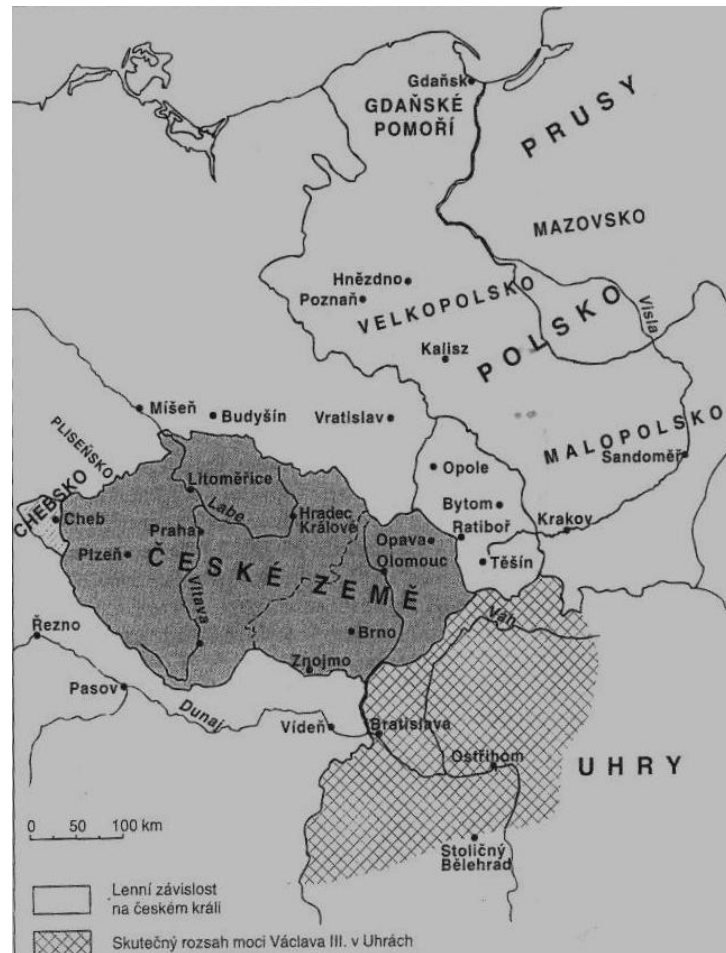 Gdaňsk
GDAŇSKÉ
POMOŘÍ
PRUSY
MAZOVSKO
Hnězdno
Poznaň
VELKOPOLSKO
Visla
POLSKO
Kalisz
Míšeň
Budyšín
Vratislav
PLISEŇSKO
MALOPOLSKO
Sandoměř
CHEBSKO
Litoměřice
Opole
Labe
Bytom
Cheb
Hradec
Králové
Praha
Opava
Ratiboř
Krakov
Plzeň
ČESKÉ ZEMĚ
Olomouc
Těšín
Vltava
Váh
Řezno
Brno
Znojmo
Pasov
Dunaj
Vídeň
Bratislava
Ostřihom
UHRY
0 50 100 km
Stoličný
Bělehrad
Lenní závislost
na českém králi
Skutečný rozsah moci Václava III. v Uhrách